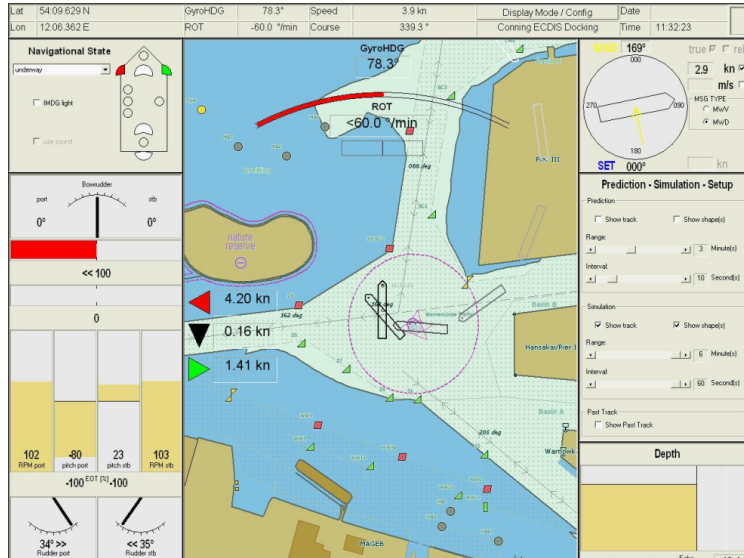 Lat 54:09.629 N GyroHDG 78.3° Speed 3.9 kn Display Mode / Config Date
Lon 12:06.362 E ROT -60.0 °/min Course 339.3 ° Conning ECDIS Docking Time 11:32:23
Navigational State
underway
IMDG light
use sound
Bowrudder
port stb
0° 0°
<< 100
0
102 -80 23 103
RPM port pitch port pitch stb RPM stb
-100 EOT [%] -100
34° >> << 35°
Rudder port Rudder stb
GyroHDG
78.3°
ROT
<60.0 °/min
Pier III
nature
reserve
4.20 kn
0.16 kn
1.41 kn
362 deg
Basin B
Hansakai/Pier I
Basin A
205 deg
MAGEB
MWD 169°
true rel
000
2.9 kn
m/s
270 090
MSG TYPE
MWV
MWD
180
SET 000°
kn
Prediction - Simulation - Setup
Prediction
Show track Show shape(s)
Range:
3 Minute(s)
Interval:
10 Second(s)
Simulation
Show track Show shape(s)
Range:
6 Minute(s)
Interval:
60 Second(s)
Past Track
Show Past Track
Depth